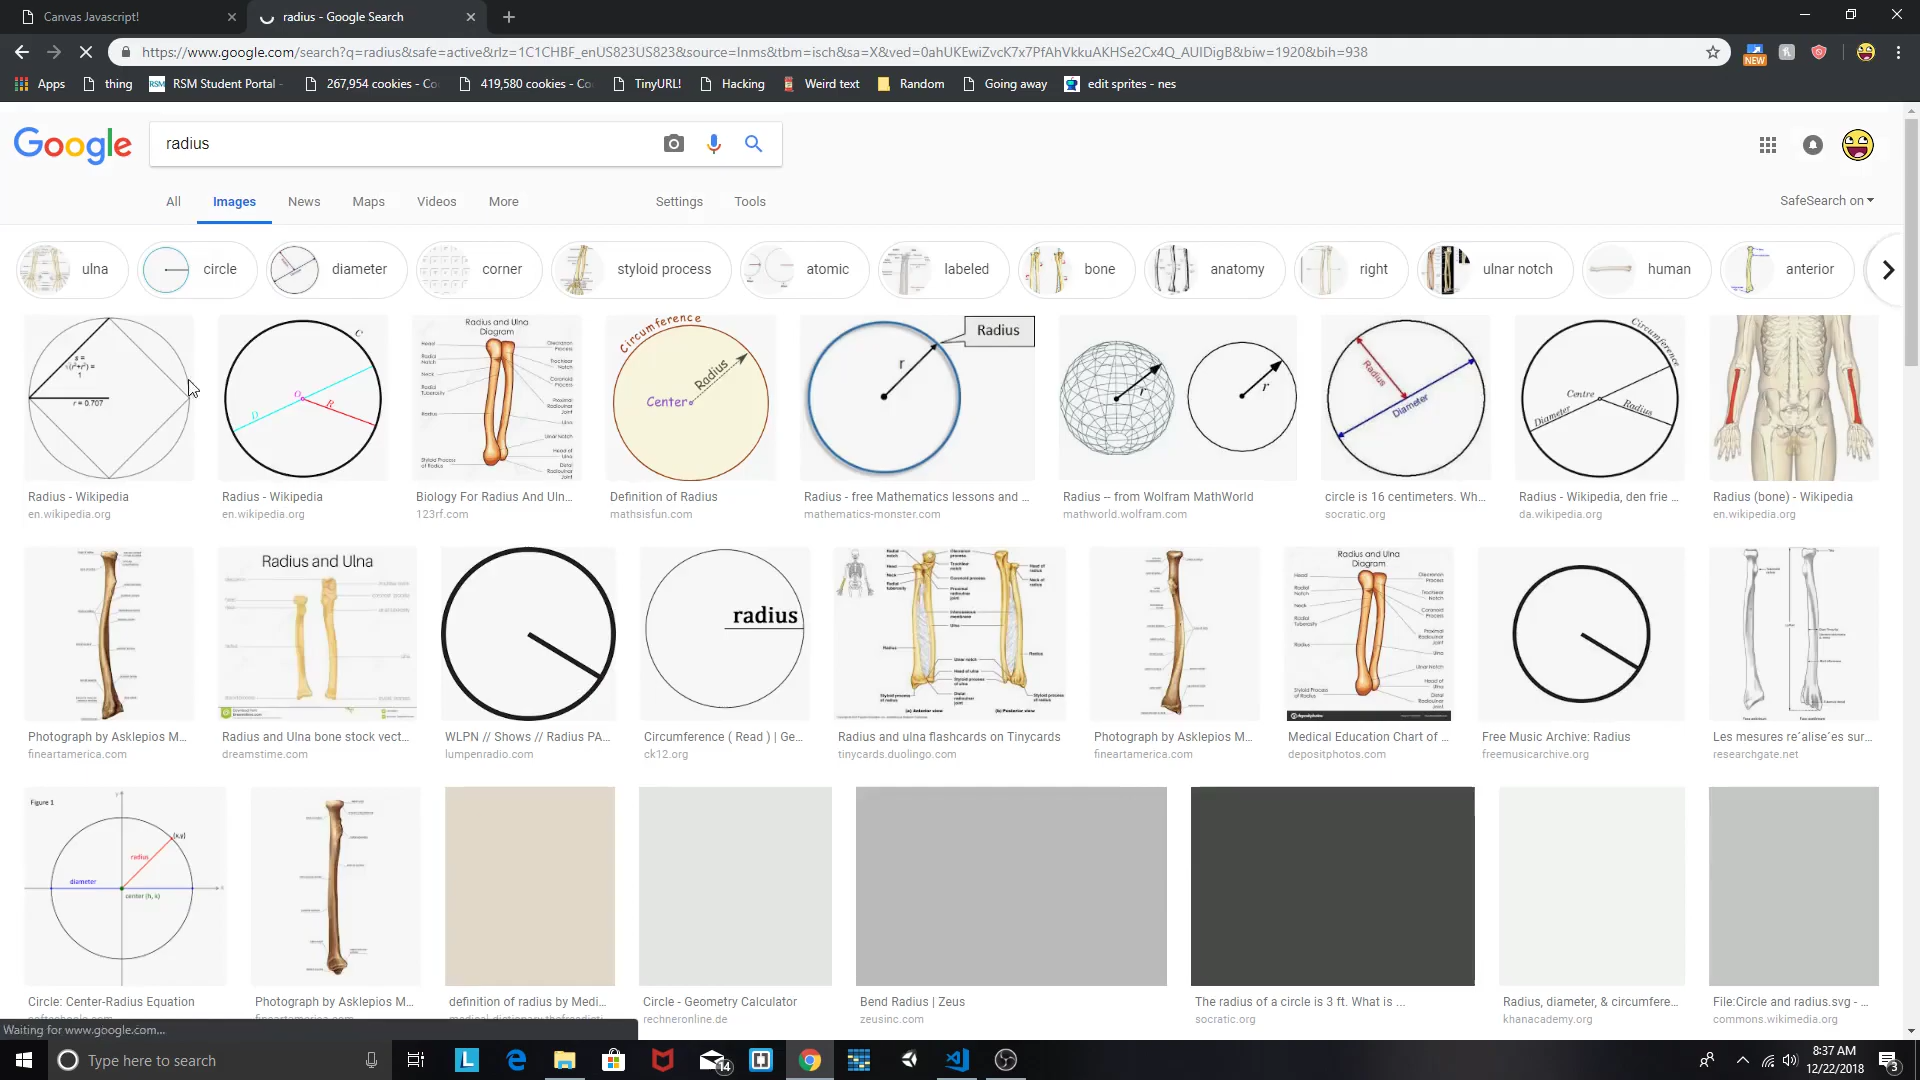 Canvas Javascript!
radius - Google Search
https://www.google.com/search?q=radius&safe=active&rlz=1C1CHBF_enUS823US823&source=lnms&tbm=isch&sa=X&ved=0ahUKEwiZvcK7x7PfAhVkkuAKHSe2Cx4Q_AUIDigB&biw=1920&bih=938
NEW
Apps thing RSM RSM Student Portal - 267,954 cookies - Co 419,580 cookies - Co TinyURL! Hacking Weird text Random Going away edit sprites - nes
Google
radius
All Images News Maps Videos More Settings Tools
SafeSearch on
ulna circle diameter corner styloid process atomic labeled bone anatomy right ulnar notch human anterior
r = 0.707
C
D
O
R
Radius and Ulna
Diagram
Circumference
Radius
Center
Radius
r
r
r
Radius
Diameter
Circumference
Centre
Diameter
Radius
Radius - Wikipedia
en.wikipedia.org
Radius - Wikipedia
en.wikipedia.org
Biology For Radius And Uln...
123rf.com
Definition of Radius
mathsisfun.com
Radius - free Mathematics lessons and ...
mathematics-monster.com
Radius -- from Wolfram MathWorld
mathworld.wolfram.com
circle is 16 centimeters. Wh...
socratic.org
Radius - Wikipedia, den frie ...
da.wikipedia.org
Radius (bone) - Wikipedia
en.wikipedia.org
Radius and Ulna
radius
Radius and Ulna
Diagram
Photograph by Asklepios M...
fineartamerica.com
Radius and Ulna bone stock vect...
dreamstime.com
WLPN // Shows // Radius PA...
lumpenradio.com
Circumference ( Read ) | Ge...
ck12.org
Radius and ulna flashcards on Tinycards
tinycards.duolingo.com
Photograph by Asklepios M...
fineartamerica.com
Medical Education Chart of ...
depositphotos.com
Free Music Archive: Radius
freemusicarchive.org
Les mesures re´alise´es sur...
researchgate.net
Figure 1
y
(x,y)
radius
diameter
x
center (h, k)
Circle: Center-Radius Equation
Photograph by Asklepios M...
definition of radius by Medi...
Circle - Geometry Calculator
rechneronline.de
Bend Radius | Zeus
zeusinc.com
The radius of a circle is 3 ft. What is ...
socratic.org
Radius, diameter, & circumfere...
khanacademy.org
File:Circle and radius.svg - ...
commons.wikimedia.org
Waiting for www.google.com...
Type here to search
L
14
8:37 AM
12/22/2018
3